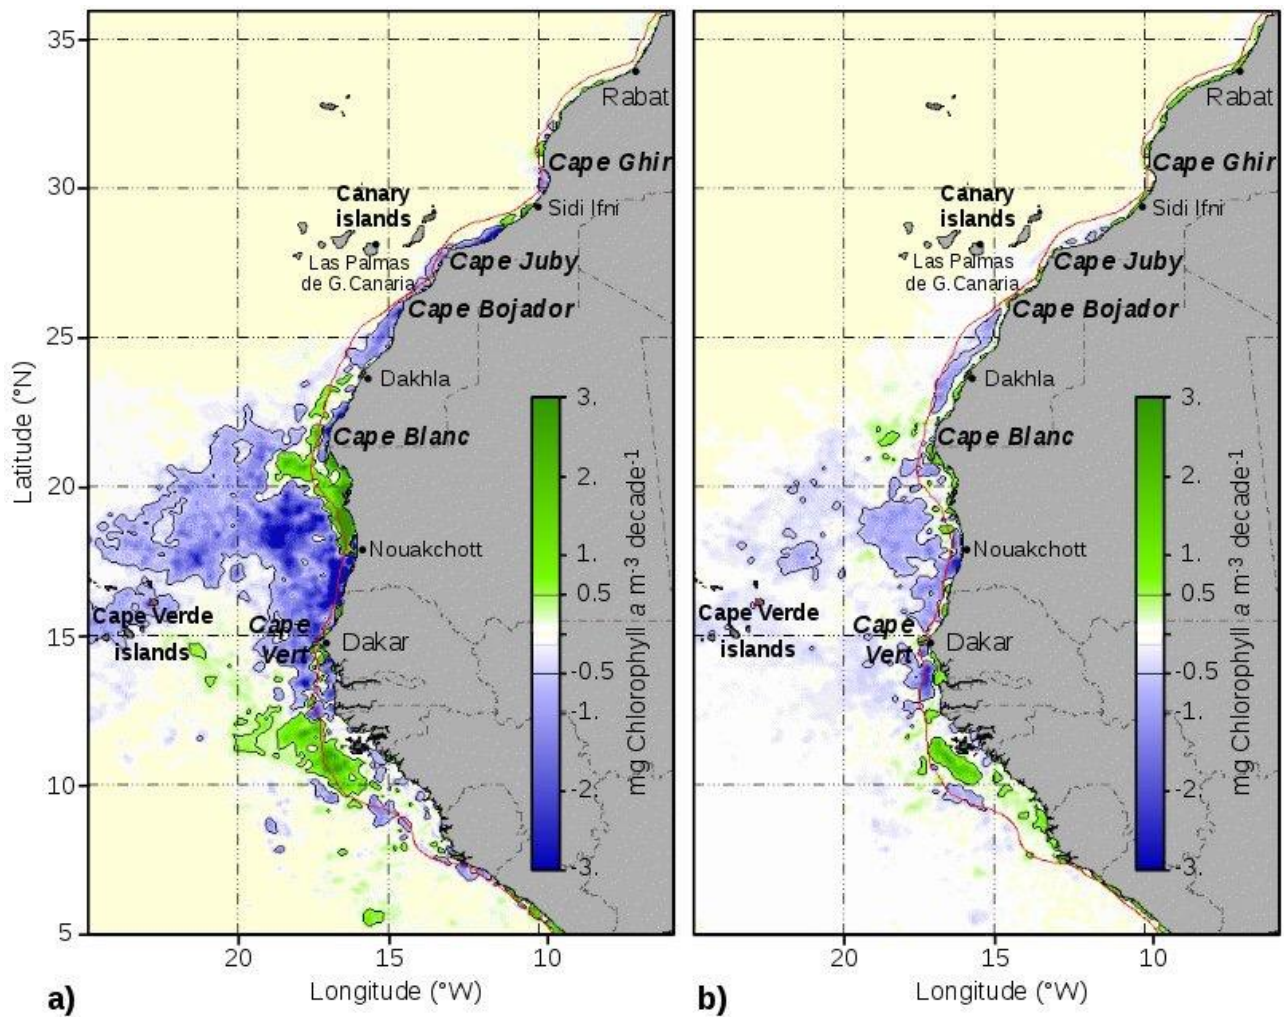 35
30
25
20
15
10
5
Latitude (°N)
Rabat
Cape Ghir
Canary
islands
Sidi Ifni
Las Palmas
de G.Canaria
Cape Juby
Cape Bojador
Dakhla
Cape Blanc
Nouakchott
Cape Verde
islands
Cape
Vert
Dakar
3.
2.
1.
0.5
-0.5
-1.
-2.
-3.
mg Chlorophyll a m-3 decade-1
20
15
10
Longitude (°W)
a)
Rabat
Cape Ghir
Canary
islands
Sidi Ifni
Las Palmas
de G.Canaria
Cape Juby
Cape Bojador
Dakhla
Cape Blanc
Nouakchott
Cape Verde
islands
Cape
Vert
Dakar
3.
2.
1.
0.5
-0.5
-1.
-2.
-3.
mg Chlorophyll a m-3 decade-1
20
15
10
Longitude (°W)
b)